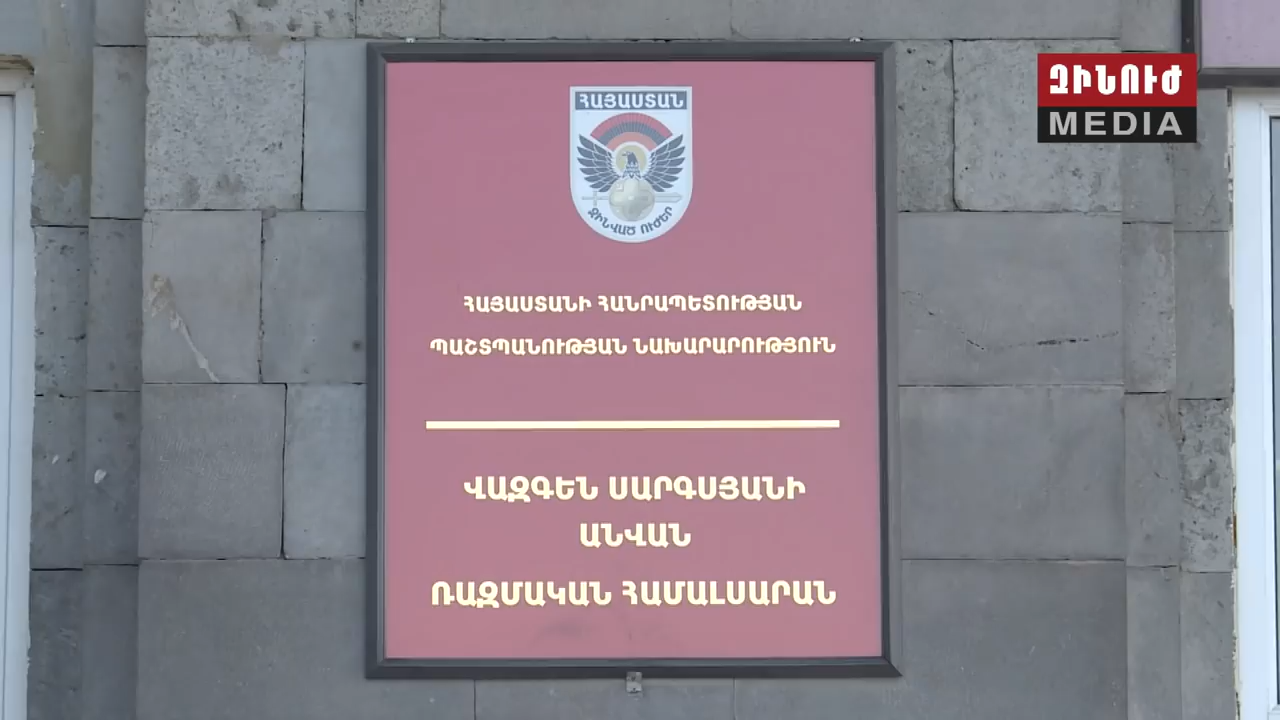 ԶԻՆՈՒԺ
MEDIA
ՀԱՅԱՍՏԱՆ
ԶԻՆՎԱԾ ՈՒԺԵՐ
ՀԱՅԱՍՏԱՆԻ ՀԱՆՐԱՊԵՏՈՒԹՅԱՆ
ՊԱՇՏՊԱՆՈՒԹՅԱՆ ՆԱԽԱՐԱՐՈՒԹՅՈՒՆ
ՎԱԶԳԵՆ ՍԱՐԳՍՅԱՆԻ
ԱՆՎԱՆ
ՌԱԶՄԱԿԱՆ ՀԱՄԱԼՍԱՐԱՆ